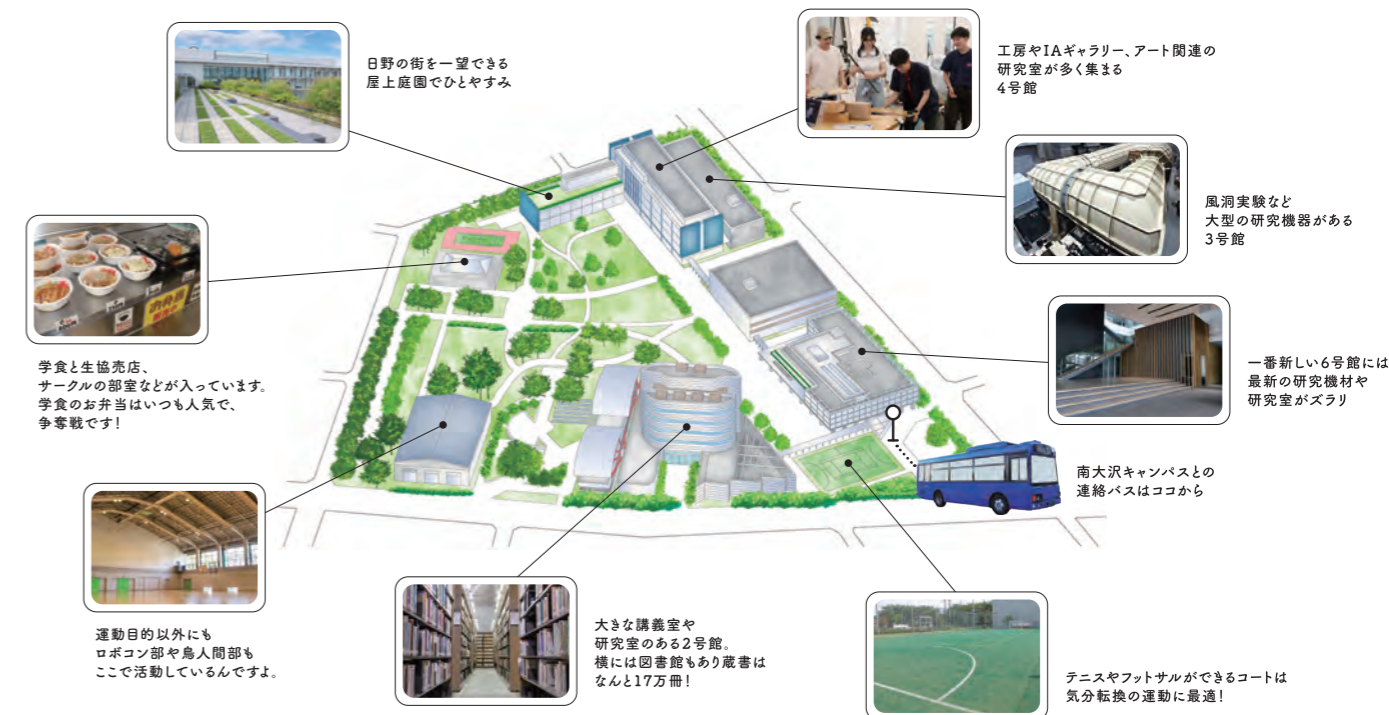 日野の街を一望できる
屋上庭園でひとやすみ
工房やIAギャラリー、アート関連の
研究室が多く集まる
4号館
風洞実験など
大型の研究機器がある
3号館
学食と生協売店、
サークルの部室などが入っています。
学食のお弁当はいつも人気で、
争奪戦です!
一番新しい6号館には
最新の研究機材や
研究室がズラリ
南大沢キャンパスとの
連絡バスはココから
運動目的以外にも
ロボコン部や鳥人間部も
ここで活動しているんですよ。
大きな講義室や
研究室のある2号館。
横には図書館もあり蔵書は
なんと17万冊!
テニスやフットサルができるコートは
気分転換の運動に最適!